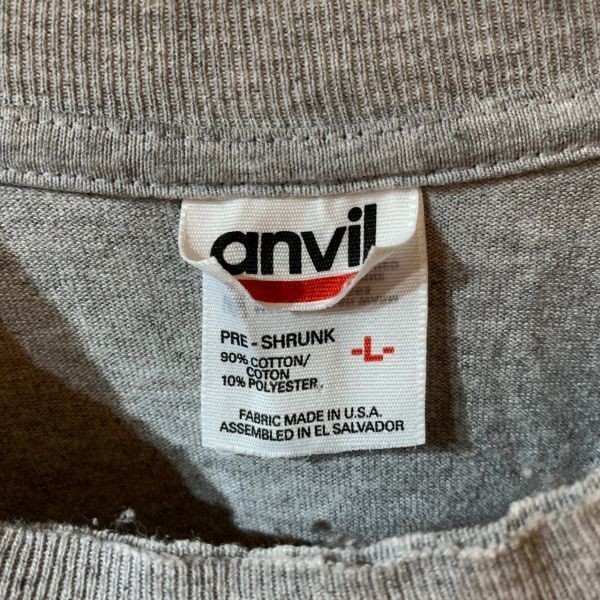 anvil
PRE - SHRUNK
90% COTTON/
COTON
10% POLYESTER.
-L-
FABRIC MADE IN U.S.A.
ASSEMBLED IN EL SALVADOR